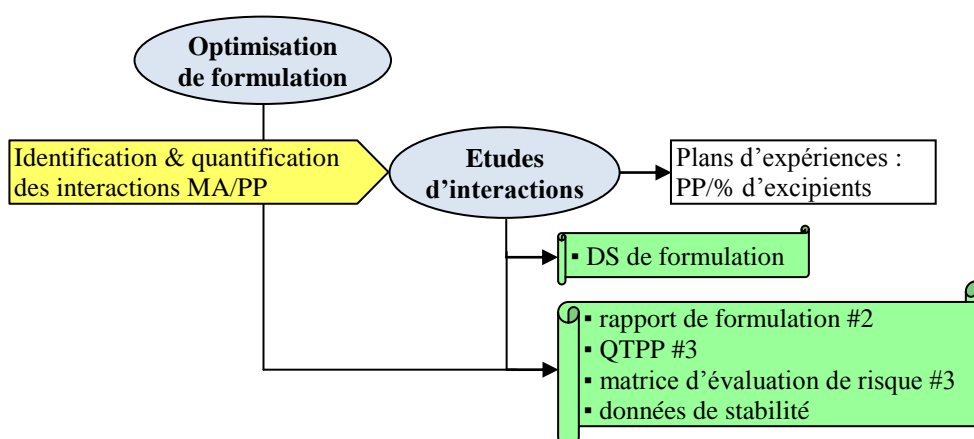 Optimisation
de formulation
Identification & quantification
des interactions MA/PP
Etudes
d’interactions
Plans d’expériences :
PP/% d’excipients
▪ DS de formulation
▪ rapport de formulation #2
▪ QTPP #3
▪ matrice d’évaluation de risque #3
▪ données de stabilité